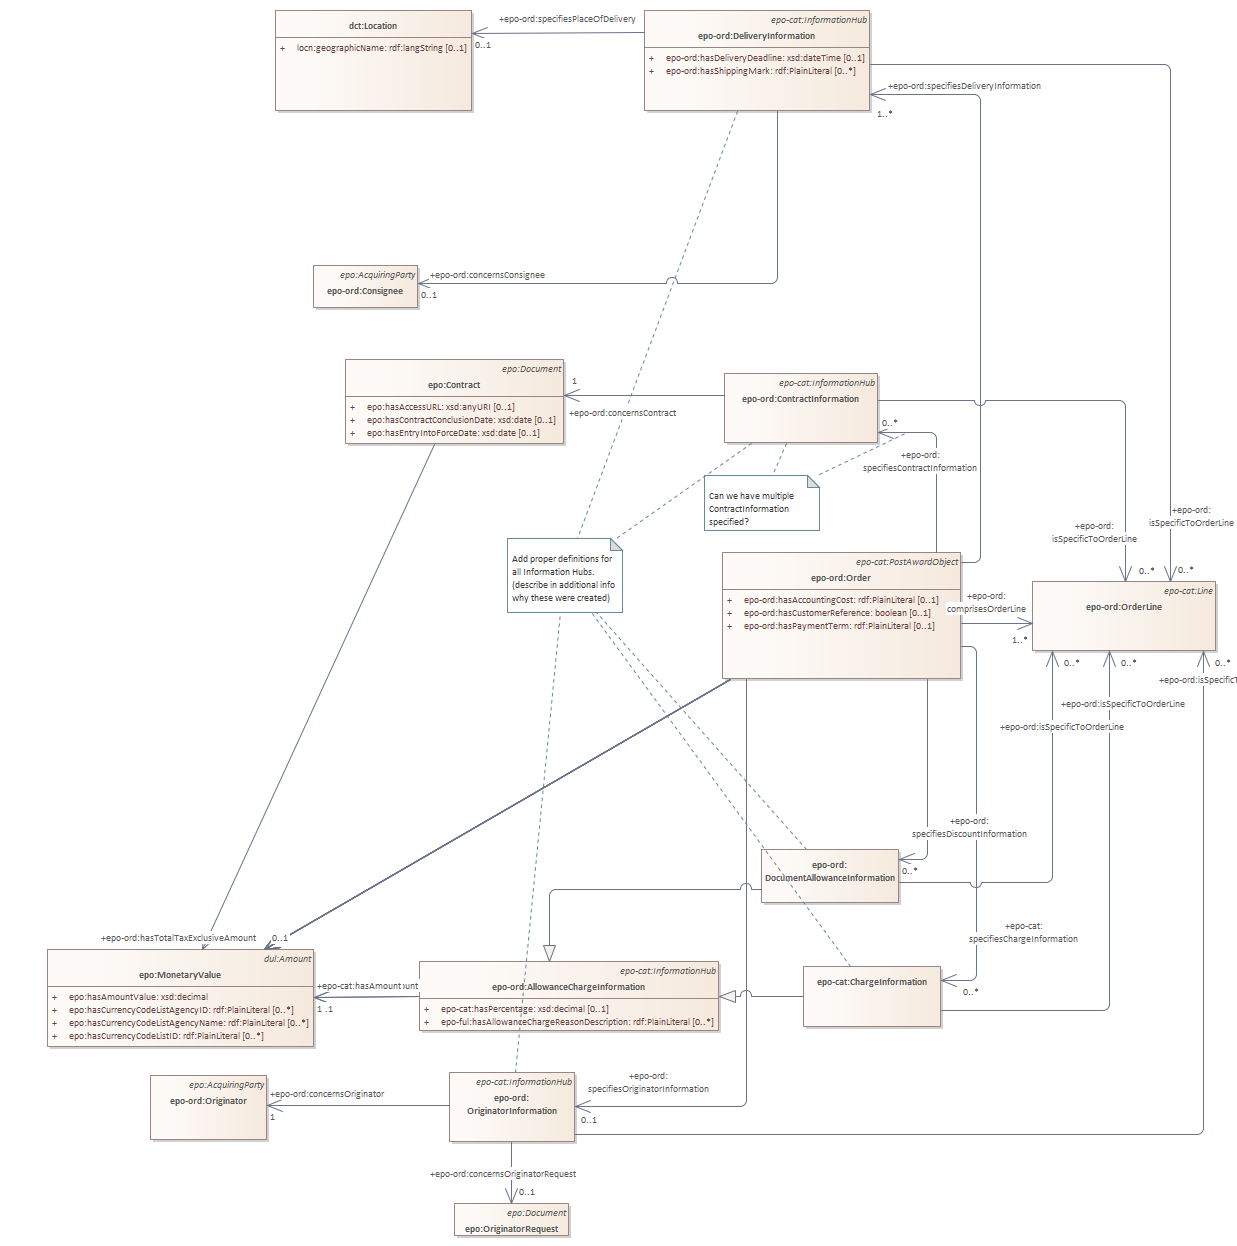 +epo-ord:specifiesPlaceOfDelivery
0..1
dct:Location
+ locn:geographicName: rdf:langString [0..1]
epo-cat:InformationHub
epo-ord:DeliveryInformation
+ epo-ord:hasDeliveryDeadline: xsd:dateTime [0..1]
+ epo-ord:hasShippingMark: rdf:PlainLiteral [0..*]
+epo-ord:specifiesDeliveryInformation
1..*
epo:AcquiringParty
epo-ord:Consignee
+epo-ord:concernsConsignee
0..1
epo:Document
epo:Contract
+ epo:hasAccessURL: xsd:anyURI [0..1]
+ epo:hasContractConclusionDate: xsd:date [0..1]
+ epo:hasEntryIntoForceDate: xsd:date [0..1]
1
+epo-ord:concernsContract
epo-cat:InformationHub
epo-ord:ContractInformation
0..*
+epo-ord:
specifiesContractInformation
Can we have multiple
ContractInformation
specified?
Add proper definitions for
all Information Hubs.
(describe in additional info
why these were created)
+epo-ord:
isSpecificToOrderLine
0..*
+epo-ord:
isSpecificToOrderLine
0..*
epo-cat:PostAwardObject
epo-ord:Order
+ epo-ord:hasAccountingCost: rdf:PlainLiteral [0..1]
+ epo-ord:hasCustomerReference: boolean [0..1]
+ epo-ord:hasPaymentTerm: rdf:PlainLiteral [0..1]
+epo-ord:
comprisesOrderLine
1..*
epo-cat:Line
epo-ord:OrderLine
0..*
0..*
0..*
+epo-ord:isSpecificT
+epo-ord:isSpecificToOrderLine
+epo-ord:isSpecificToOrderLine
+epo-ord:
specifiesDiscountInformation
0..*
epo-ord:
DocumentAllowanceInformation
+epo-cat:
specifiesChargeInformation
0..*
epo-cat:ChargeInformation
+epo-ord:hasTotalTaxExclusiveAmount
0..1
dul:Amount
epo:MonetaryValue
+ epo:hasAmountValue: xsd:decimal
+ epo:hasCurrencyCodeListAgencyID: rdf:PlainLiteral [0..*]
+ epo:hasCurrencyCodeListAgencyName: rdf:PlainLiteral [0..*]
+ epo:hasCurrencyCodeListID: rdf:PlainLiteral [0..*]
+epo-cat:hasAmount
1 .1
epo-cat:InformationHub
epo-ord:AllowanceChargeInformation
+ epo-cat:hasPercentage: xsd:decimal [0..1]
+ epo-ful:hasAllowanceChargeReasonDescription: rdf:PlainLiteral [0..*]
epo:AcquiringParty
epo-ord:Originator
+epo-ord:concernsOriginator
1
epo-cat:InformationHub
epo-ord:
OriginatorInformation
+epo-ord:
specifiesOriginatorInformation
0..1
+epo-ord:concernsOriginatorRequest
0..1
epo:Document
epo:OriginatorRequest